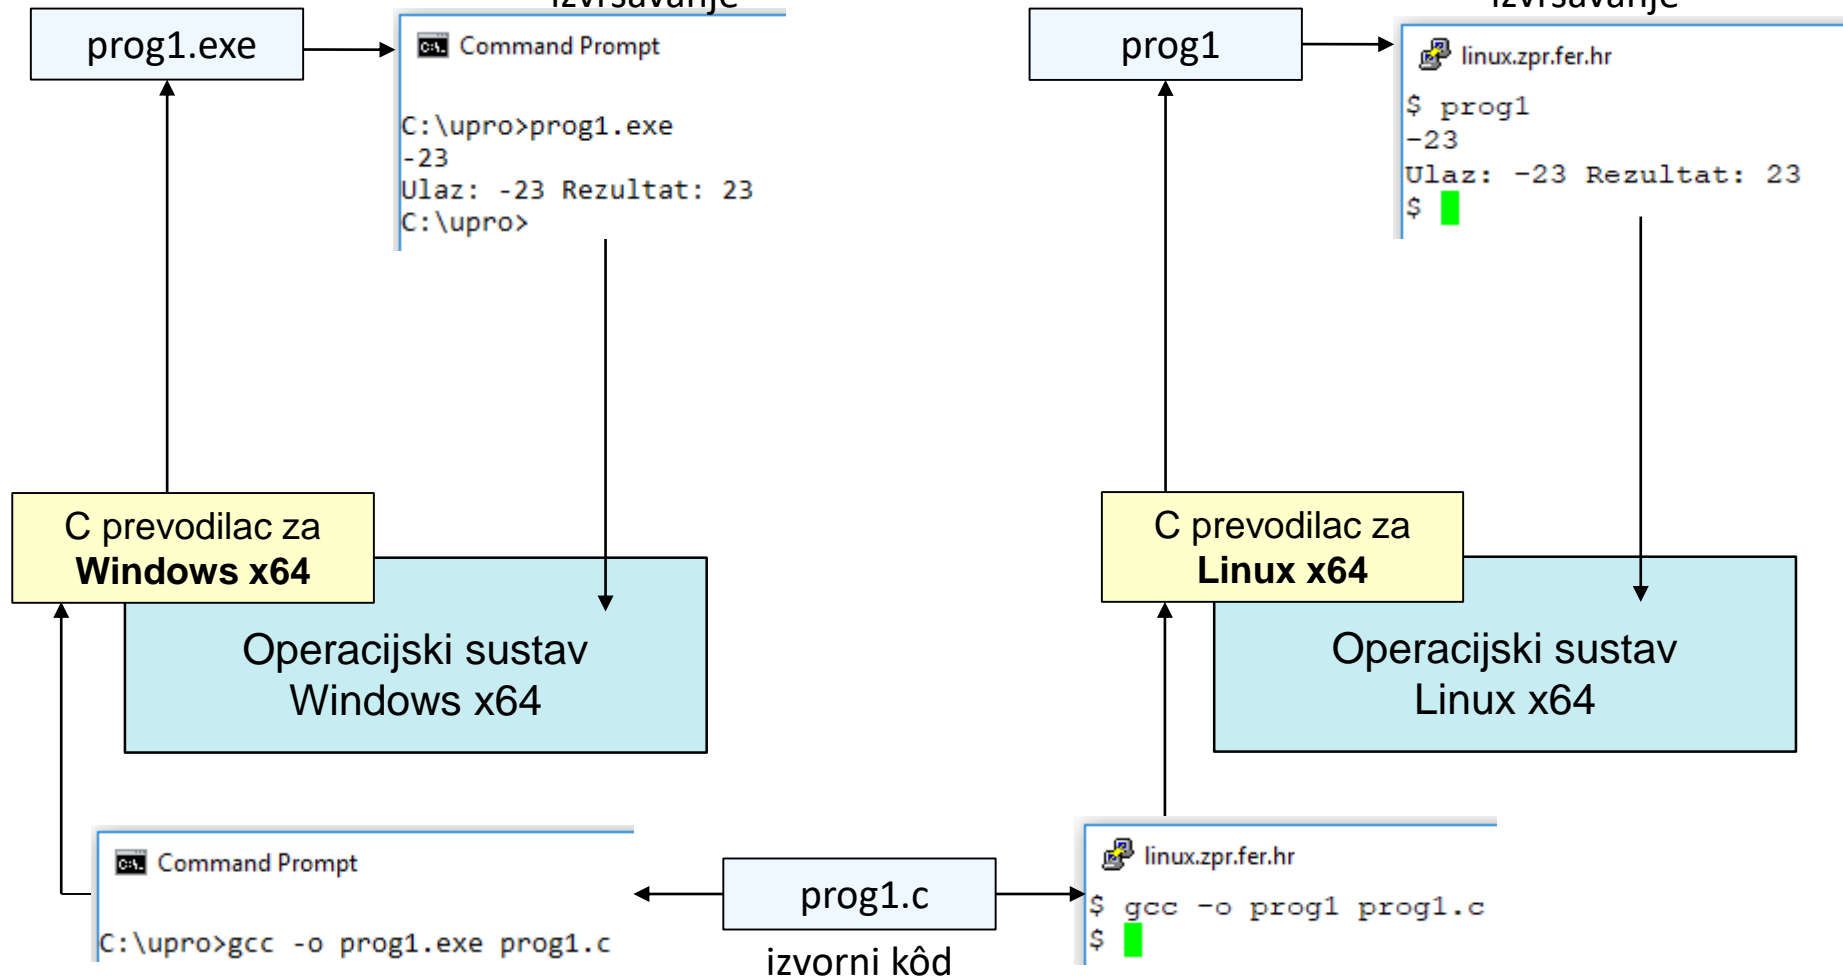 izvršavanje
prog1.exe
Command Prompt
C:\upro>prog1.exe
-23
Ulaz: -23 Rezultat: 23
C:\upro>
C prevodilac za
Windows x64
Operacijski sustav
Windows x64
Command Prompt
C:\upro>gcc -o prog1.exe prog1.c
prog1.c
izvorni kôd
izvršavanje
prog1
linux.zpr.fer.hr
$ prog1
-23
Ulaz: -23 Rezultat: 23
$
C prevodilac za
Linux x64
Operacijski sustav
Linux x64
linux.zpr.fer.hr
$ gcc -o prog1 prog1.c
$